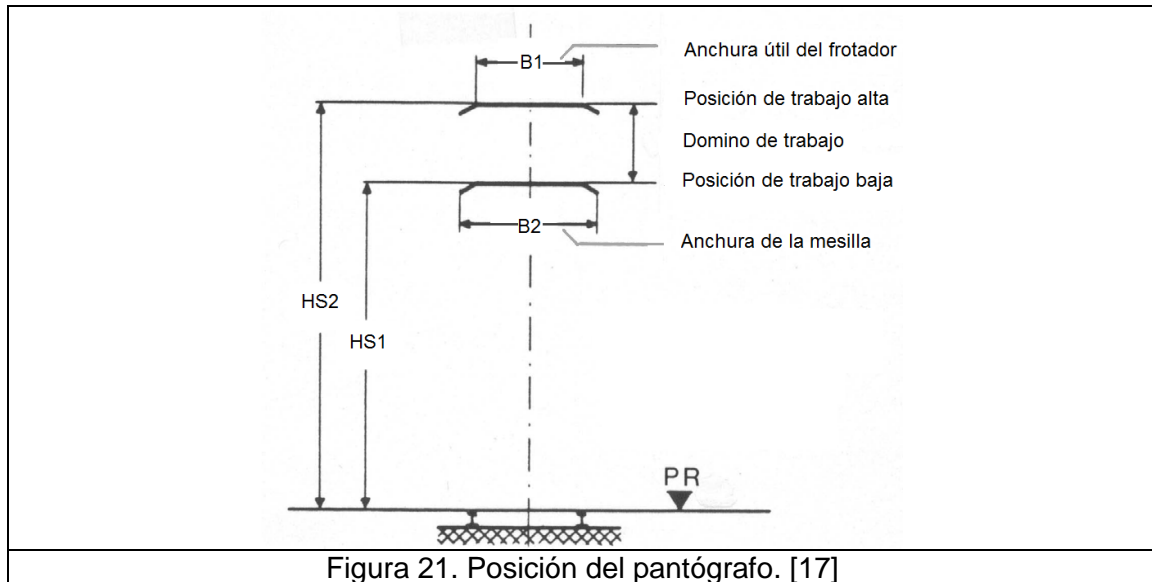 Anchura útil del frotador
B1
Posición de trabajo alta
Domino de trabajo
Posición de trabajo baja
B2
Anchura de la mesilla
HS2
HS1
PR
Figura 21. Posición del pantógrafo. [17]